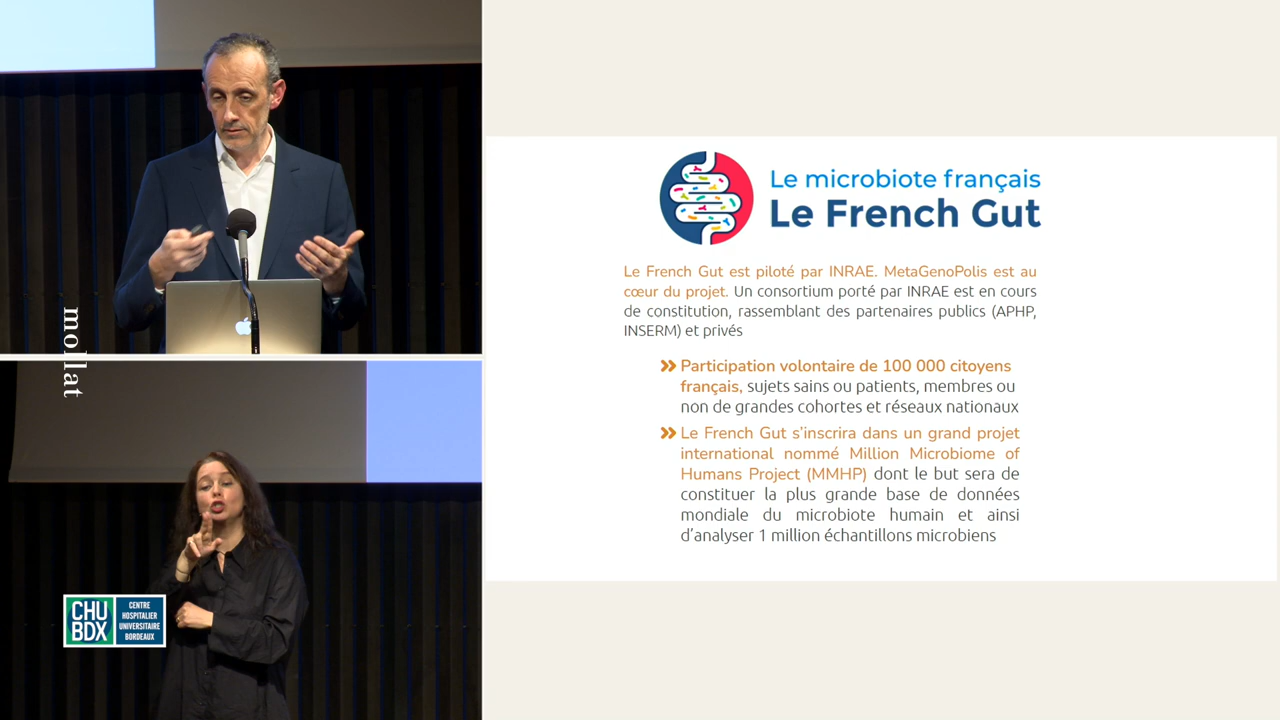 mollat
CHU
BDX
CENTRE
HOSPITALIER
UNIVERSITAIRE
BORDEAUX
Le microbiote français
Le French Gut
Le French Gut est piloté par INRAE. MetaGenoPolis est au
cœur du projet. Un consortium porté par INRAE est en cours
de constitution, rassemblant des partenaires publics (APHP,
INSERM) et privés
Participation volontaire de 100 000 citoyens
français, sujets sains ou patients, membres ou
non de grandes cohortes et réseaux nationaux
Le French Gut s’inscrira dans un grand projet
international nommé Million Microbiome of
Humans Project (MMHP) dont le but sera de
constituer la plus grande base de données
mondiale du microbiote humain et ainsi
d’analyser 1 million échantillons microbiens